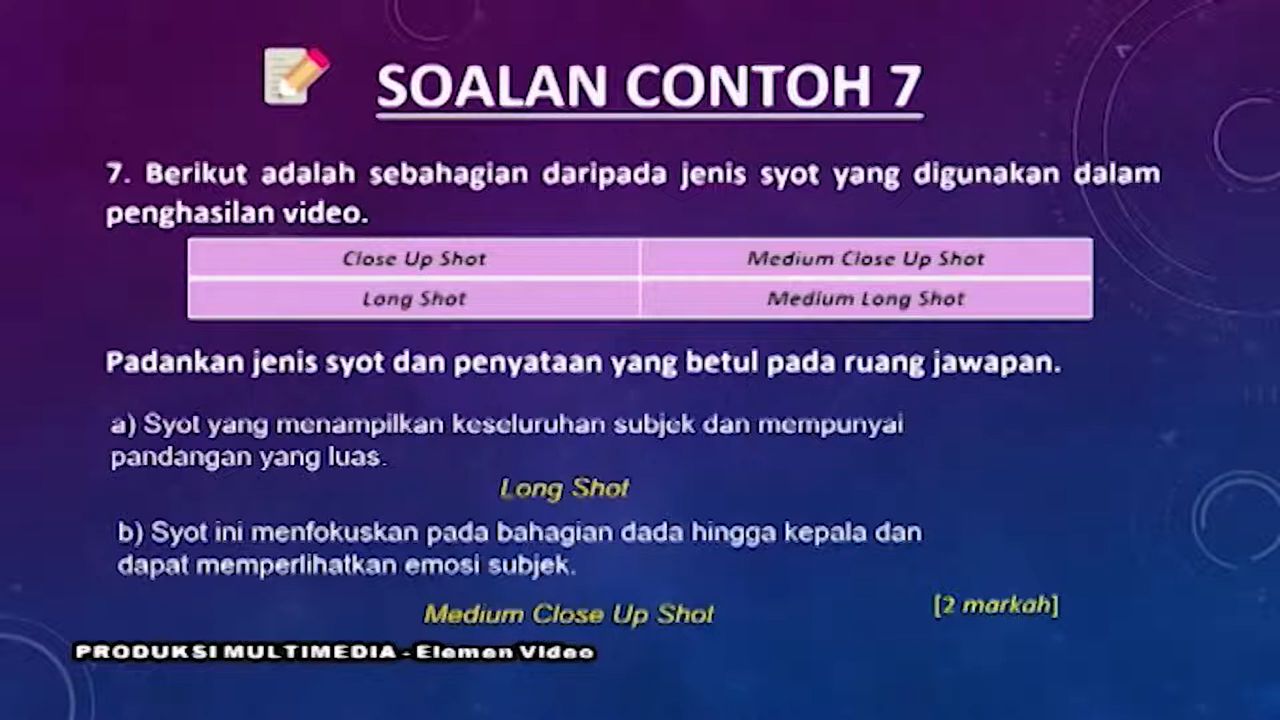 SOALAN CONTOH 7
7. Berikut adalah sebahagian daripada jenis syot yang digunakan dalam
penghasilan video.
Close Up Shot
Medium Close Up Shot
Long Shot
Medium Long Shot
Padankan jenis syot dan penyataan yang betul pada ruang jawapan.
a) Syot yang menampilkan keseluruhan subjek dan mempunyai
pandangan yang luas.
Long Shot
b) Syot ini menfokuskan pada bahagian dada hingga kepala dan
dapat memperlihatkan emosi subjek.
Medium Close Up Shot
[2 markah]
PRODUKSI MULTIMEDIA - Elemen Video